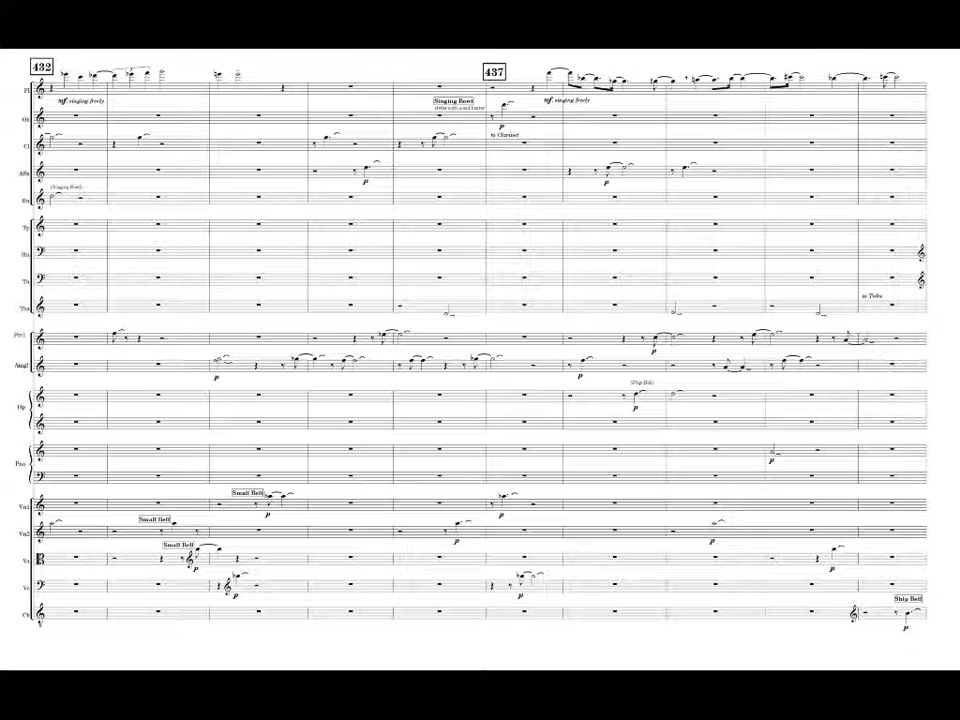 432
437
Fl
mf, singing freely
mf, singing freely
Singing Bowl
Ob
p
to Clarinet
Cl
Afln
p
p
(Singing Bowl)
Bn
Tp
Hn
Tn
to Tuba
Tba
Prc1
p
p
p
(Ship Bell)
Hp
p
Pno
p
Small Bell
Vn1
p
p
Small Bell
Vn2
p
p
Small Bell
Va
p
p
Vc
p
p
Ship Bell
Cb
p